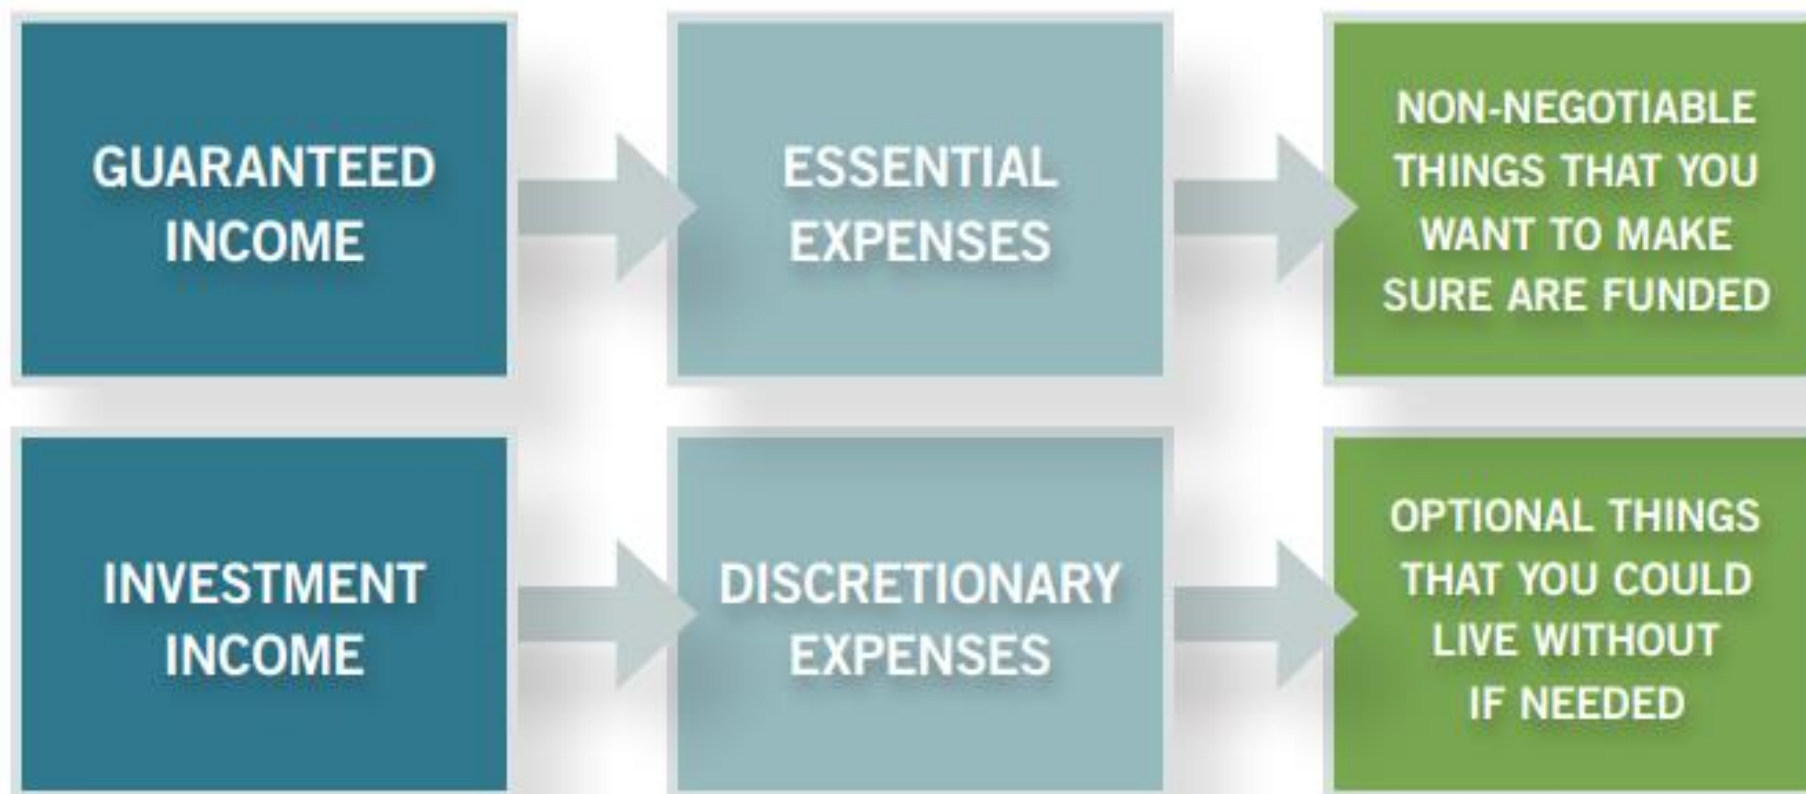 GUARANTEED
INCOME
ESSENTIAL
EXPENSES
NON-NEGOTIABLE
THINGS THAT YOU
WANT TO MAKE
SURE ARE FUNDED
INVESTMENT
INCOME
DISCRETIONARY
EXPENSES
OPTIONAL THINGS
THAT YOU COULD
LIVE WITHOUT
IF NEEDED